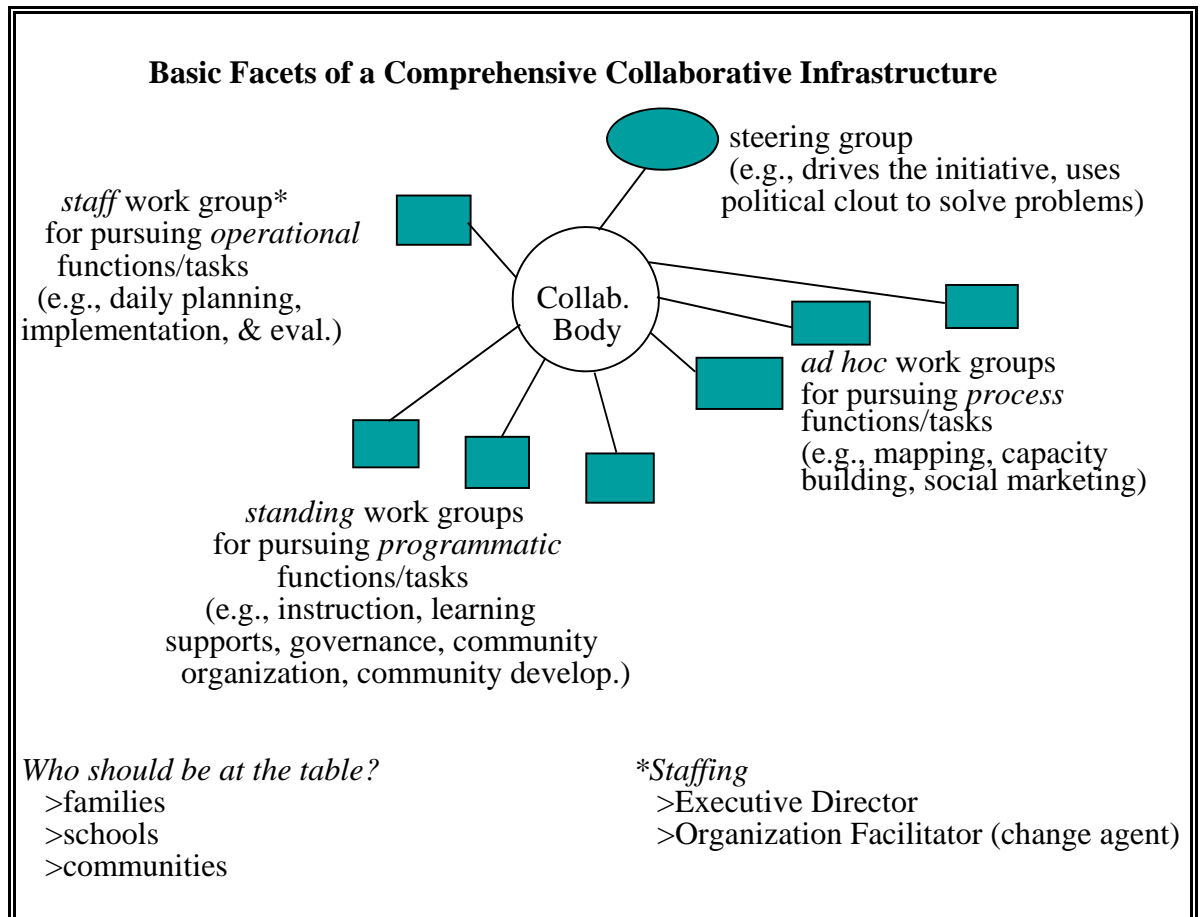 Basic Facets of a Comprehensive Collaborative Infrastructure
steering group
(e.g., drives the initiative, uses
political clout to solve problems)
staff work group*
for pursuing operational
functions/tasks
(e.g., daily planning,
implementation, & eval.)
Collab.
Body
ad hoc work groups
for pursuing process
functions/tasks
(e.g., mapping, capacity
building, social marketing)
standing work groups
for pursuing programmatic
functions/tasks
(e.g., instruction, learning
supports, governance, community
organization, community develop.)
Who should be at the table?
>families
>schools
>communities
*Staffing
>Executive Director
>Organization Facilitator (change agent)